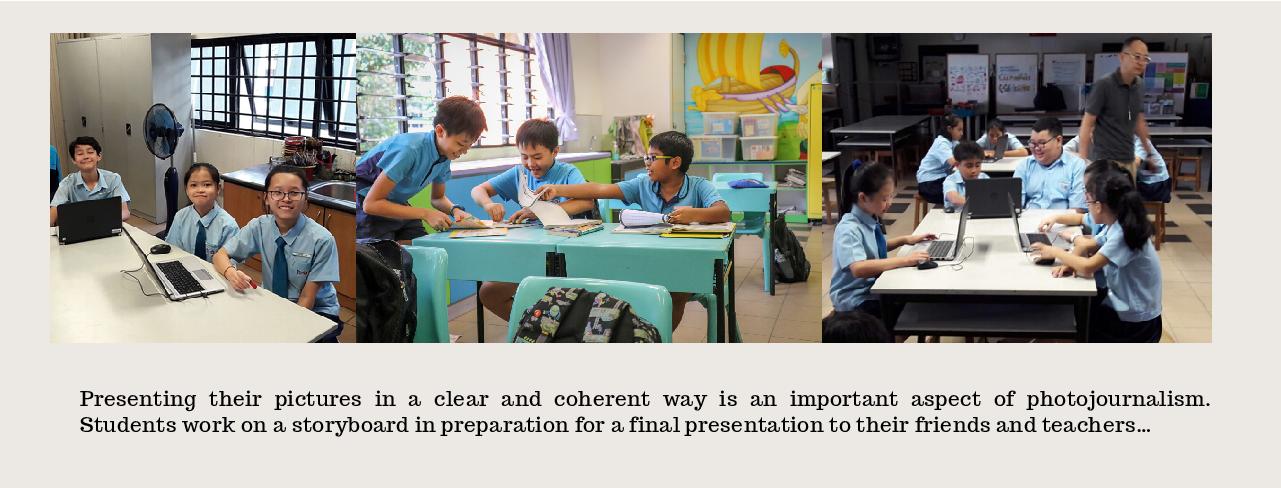 Presenting their pictures in a clear and coherent way is an important aspect of photojournalism.
Students work on a storyboard in preparation for a final presentation to their friends and teachers...